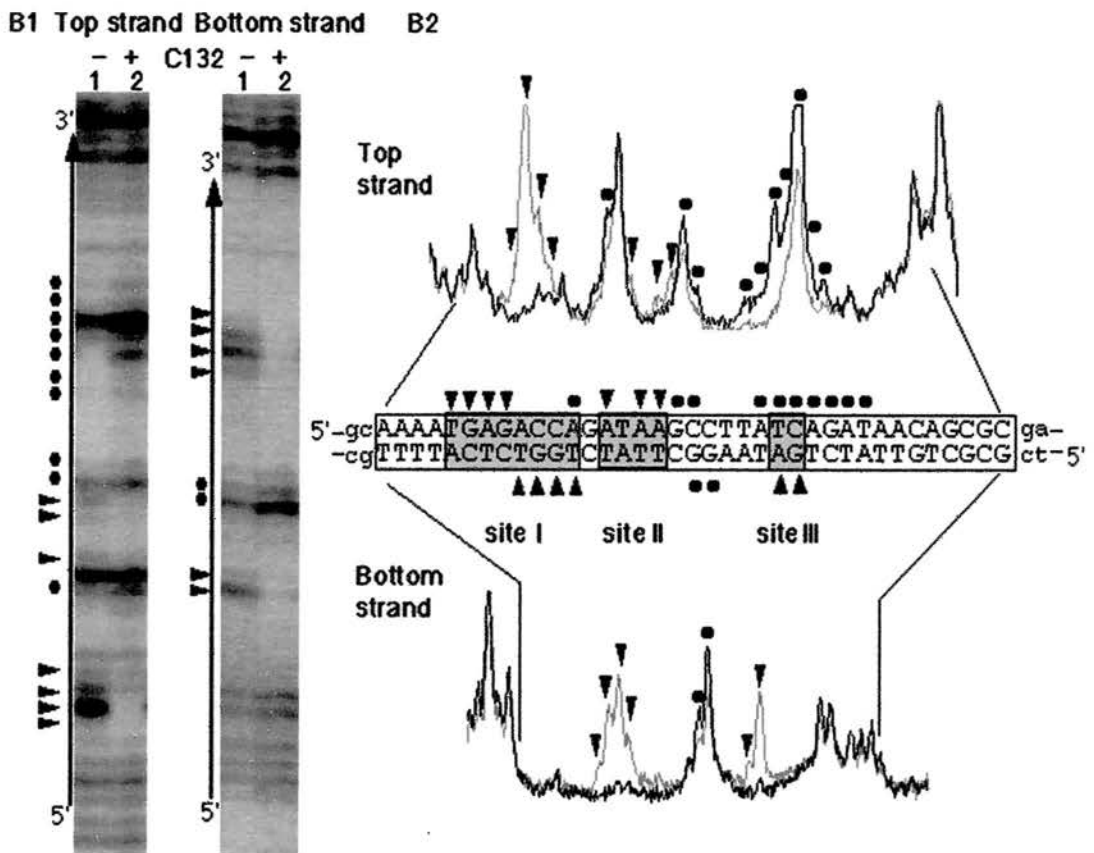 B1 Top strand Bottom strand B2
– + C132 – +
1 2 1 2
3'
3'
Top
strand
5'-gc AAAATGAGACCAGATAAGCCTTATCAGATAACAGCGC ga-
-cg TTTTACTCTGGTCTATTCGGAATAGTCTATTGTCGCG ct-5'
site I site II site III
Bottom
strand
5'
5'